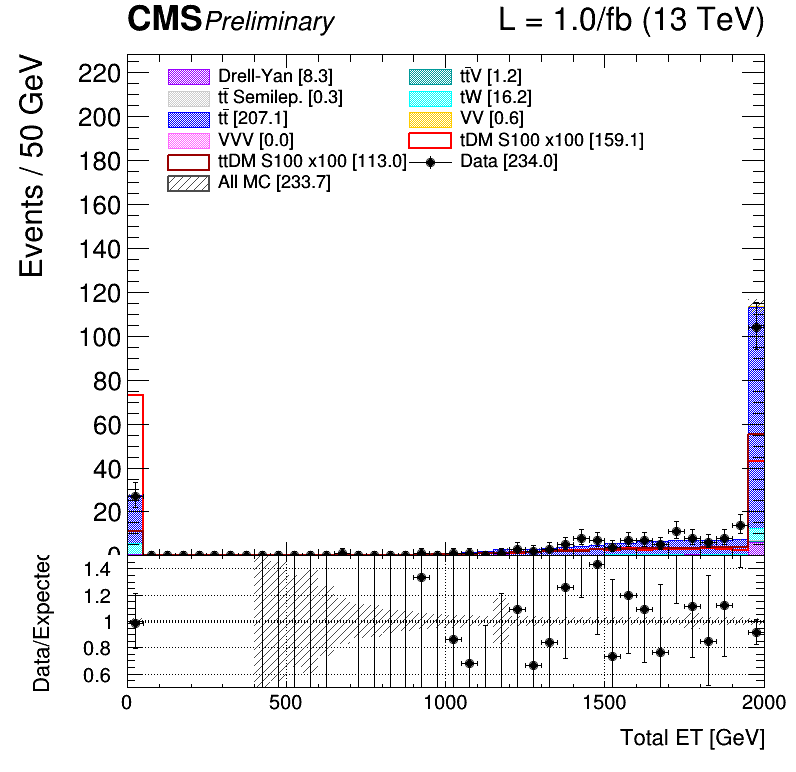 CMS Preliminary L = 1.0/fb (13 TeV)
Events / 50 GeV
220
200
180
160
140
120
100
80
60
40
20
0
Drell-Yan [8.3] tt̄V [1.2]
tt̄ Semilep. [0.3] tW [16.2]
tt̄ [207.1] VV [0.6]
VVV [0.0] tDM S100 x100 [159.1]
ttDM S100 x100 [113.0] Data [234.0]
All MC [233.7]
Data/Expected
1.4
1.2
1
0.8
0.6
0 500 1000 1500 2000
Total ET [GeV]